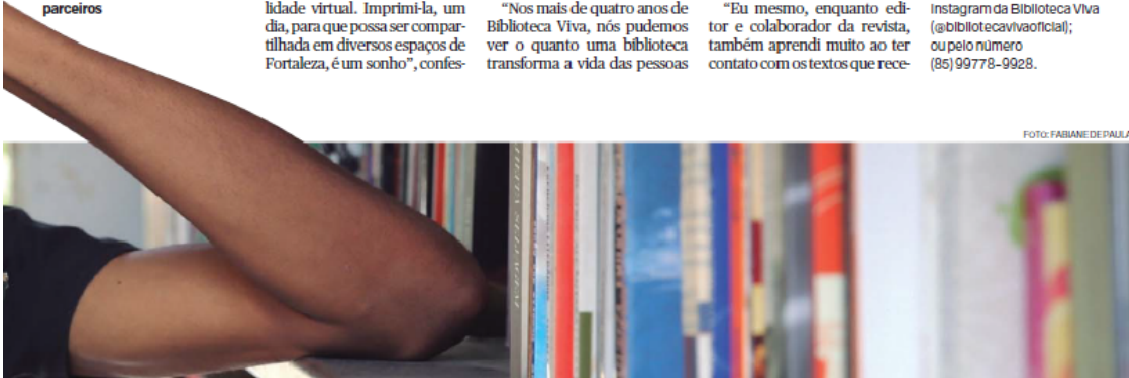 parceiros
lidade virtual. Imprimi-la, um
dia, para que possa ser compar-
tilhada em diversos espaços de
Fortaleza, é um sonho”, confes-
“Nos mais de quatro anos de
Biblioteca Viva, nós pudemos
ver o quanto uma biblioteca
transforma a vida das pessoas
“Eu mesmo, enquanto edi-
tor e colaborador da revista,
também aprendi muito ao ter
contato com os textos que rece-
Instagram da Biblioteca Viva
(@bibliotecavivaoficial);
ou pelo número
(85) 99778-9928.
FOTO: FABIANE DE PAULA